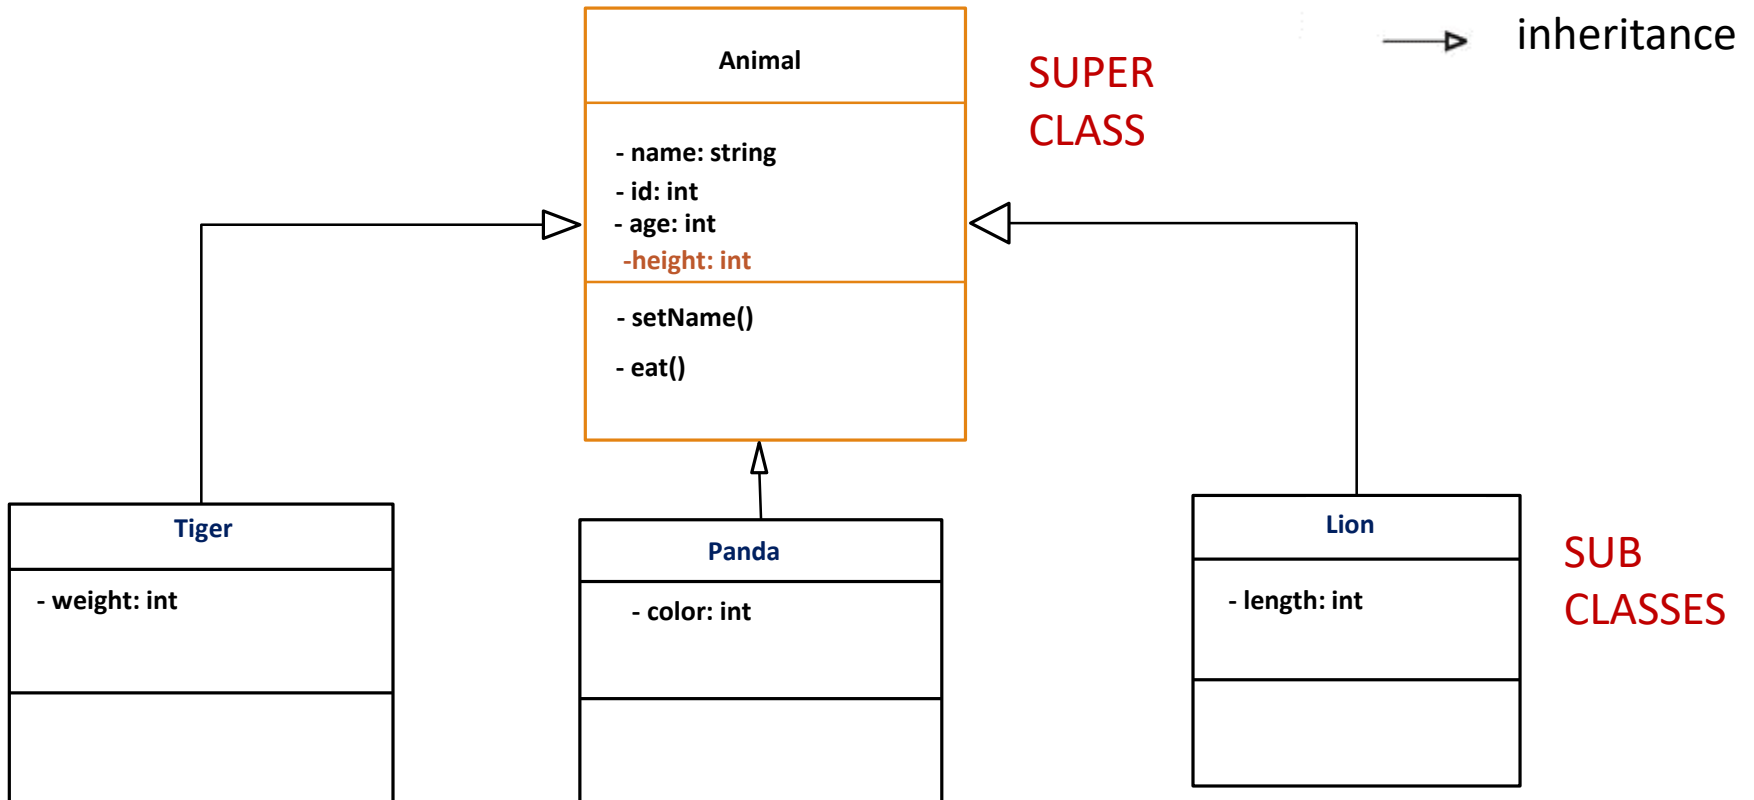 inheritance
Animal
SUPER
CLASS
- name: string
- id: int
- age: int
-height: int
- setName()
- eat()
Tiger
- weight: int
Panda
- color: int
Lion
- length: int
SUB
CLASSES